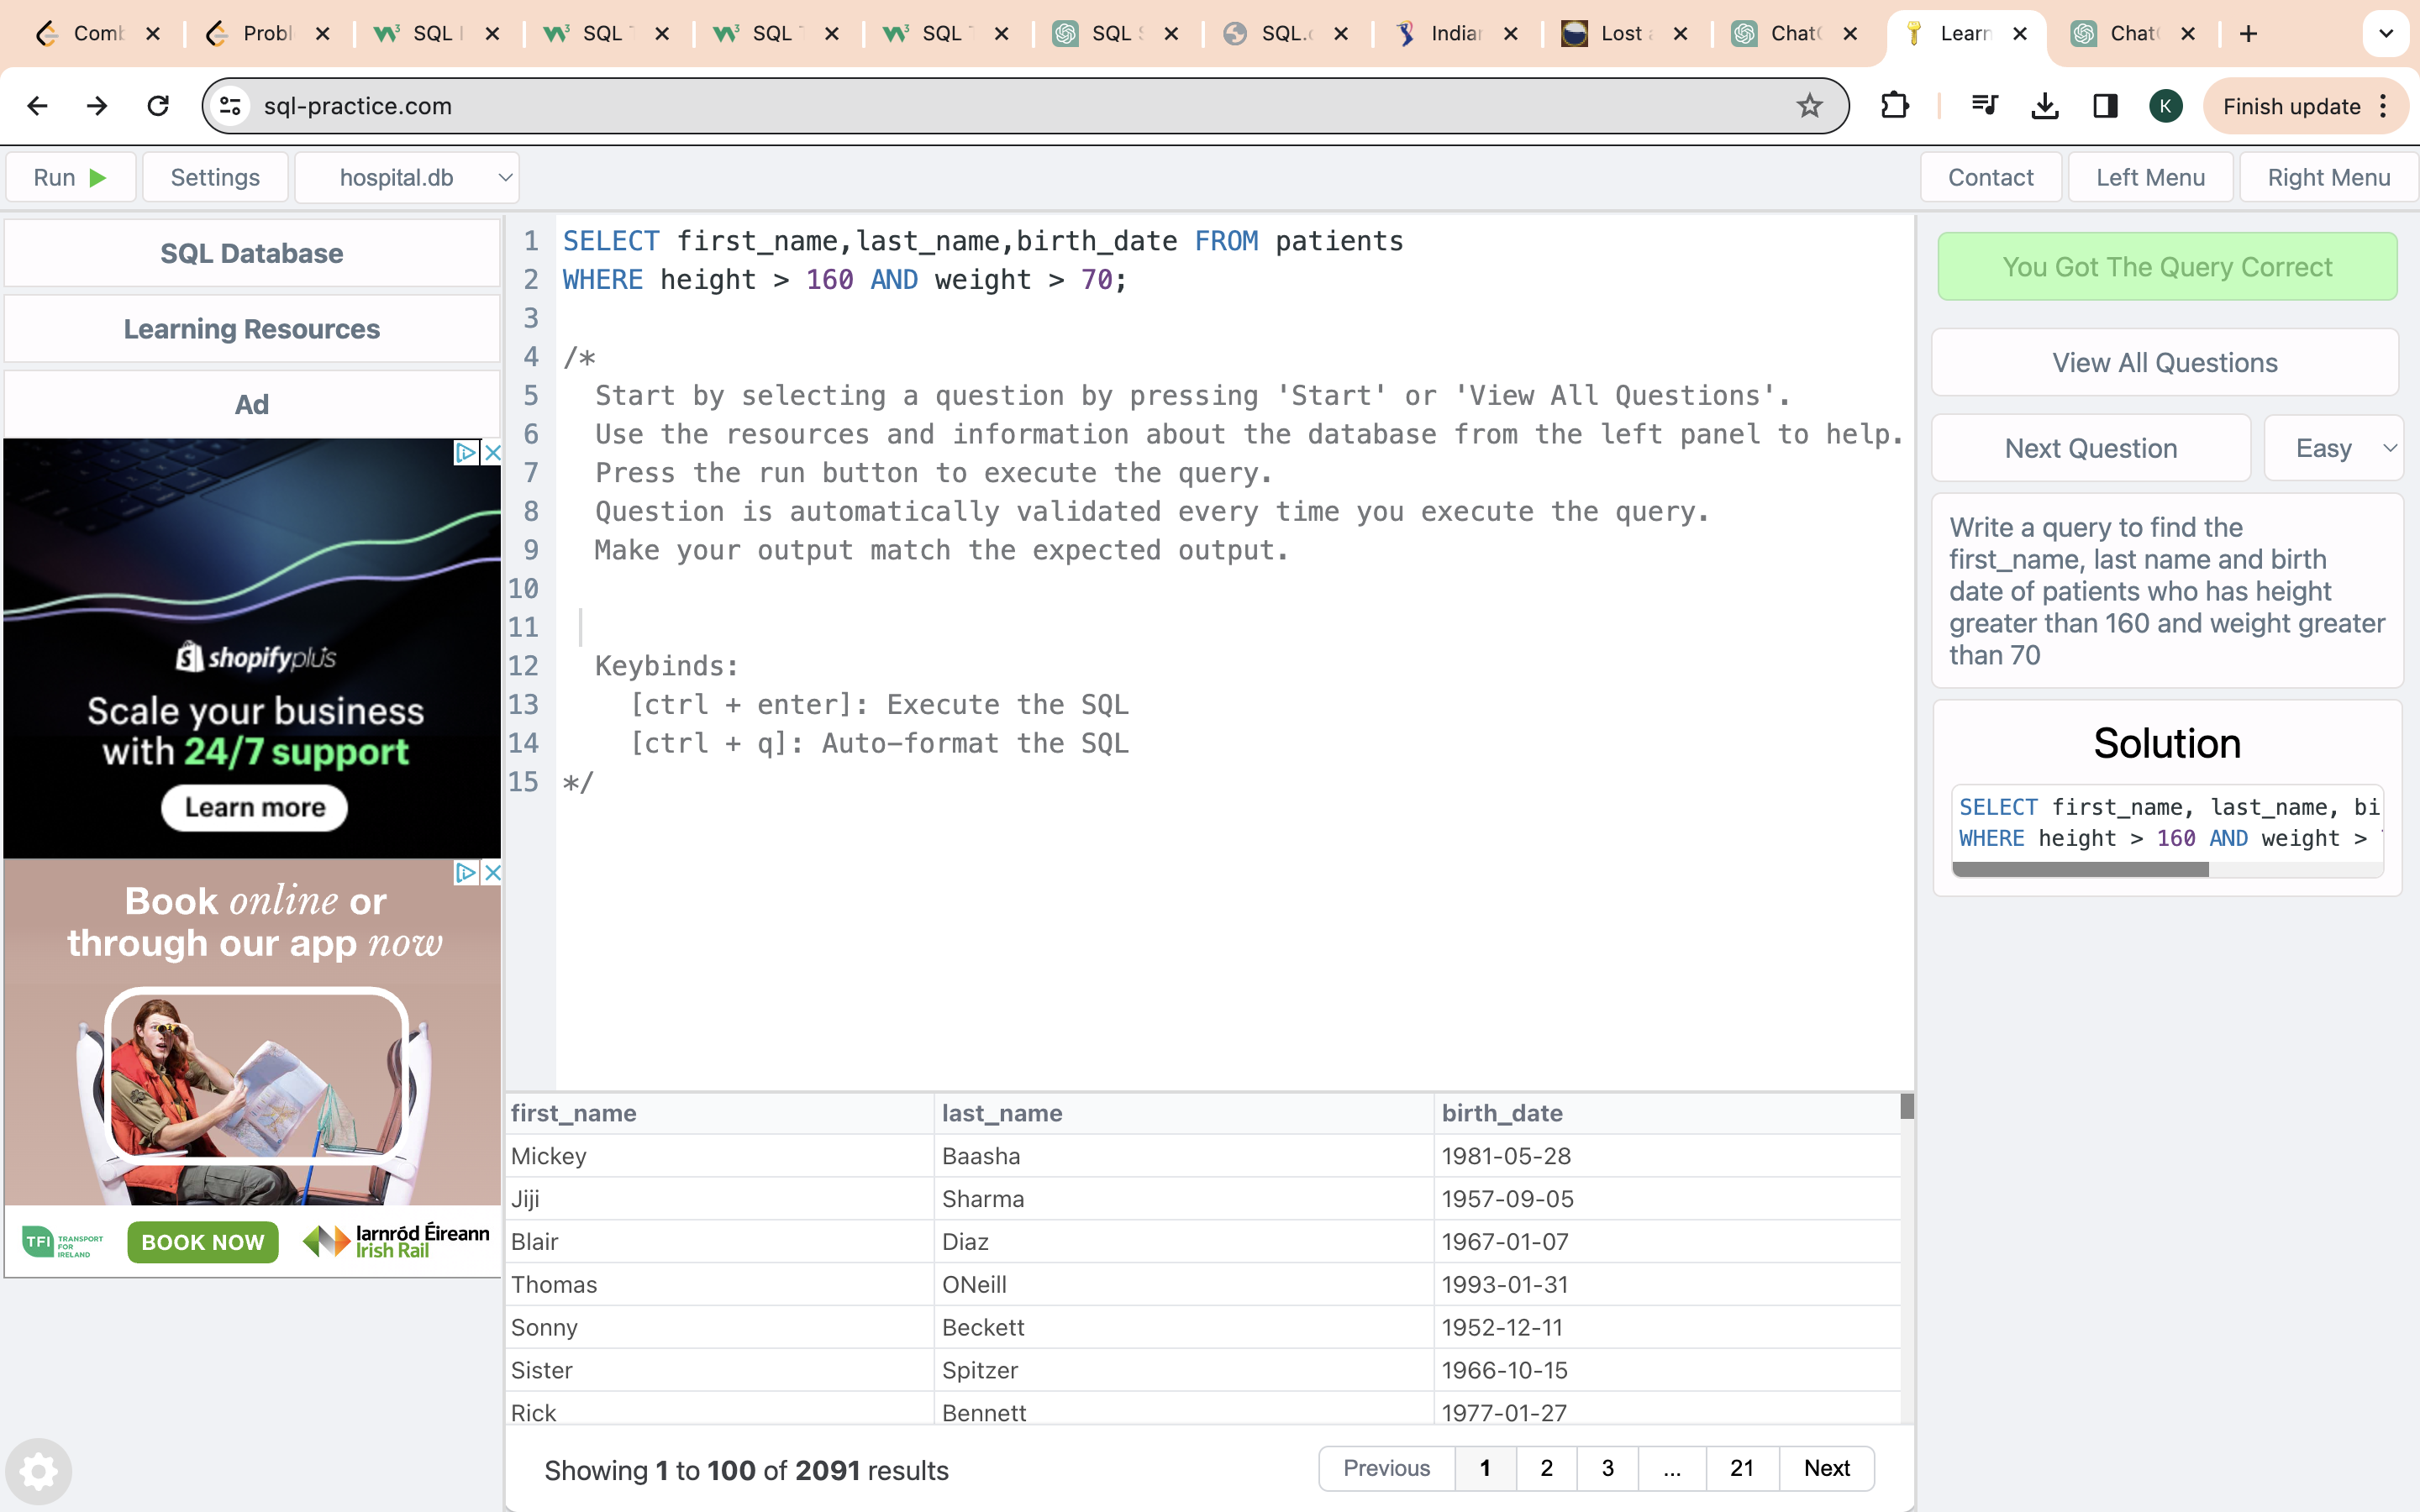 Comb
Probl
SQL I
SQL T
SQL T
SQL T
SQL S
SQL.c
Indian
Lost a
ChatG
Learn
ChatG
sql-practice.com
K
Finish update
Run
Settings
hospital.db
Contact
Left Menu
Right Menu
SQL Database
Learning Resources
Ad
shopifyplus
Scale your business
with 24/7 support
Learn more
Book online or
through our app now
TFI TRANSPORT
FOR
IRELAND
BOOK NOW
Iarnród Éireann
Irish Rail
1 SELECT first_name,last_name,birth_date FROM patients
2 WHERE height > 160 AND weight > 70;
3
4 /*
5 Start by selecting a question by pressing 'Start' or 'View All Questions'.
6 Use the resources and information about the database from the left panel to help.
7 Press the run button to execute the query.
8 Question is automatically validated every time you execute the query.
9 Make your output match the expected output.
10
11
12 Keybinds:
13 [ctrl + enter]: Execute the SQL
14 [ctrl + q]: Auto-format the SQL
15 */
first_name last_name birth_date
Mickey Baasha 1981-05-28
Jiji Sharma 1957-09-05
Blair Diaz 1967-01-07
Thomas ONeill 1993-01-31
Sonny Beckett 1952-12-11
Sister Spitzer 1966-10-15
Rick Bennett 1977-01-27
Showing 1 to 100 of 2091 results
Previous 1 2 3 ... 21 Next
You Got The Query Correct
View All Questions
Next Question
Easy
Write a query to find the
first_name, last name and birth
date of patients who has height
greater than 160 and weight greater
than 70
Solution
SELECT first_name, last_name, bi
WHERE height > 160 AND weight >